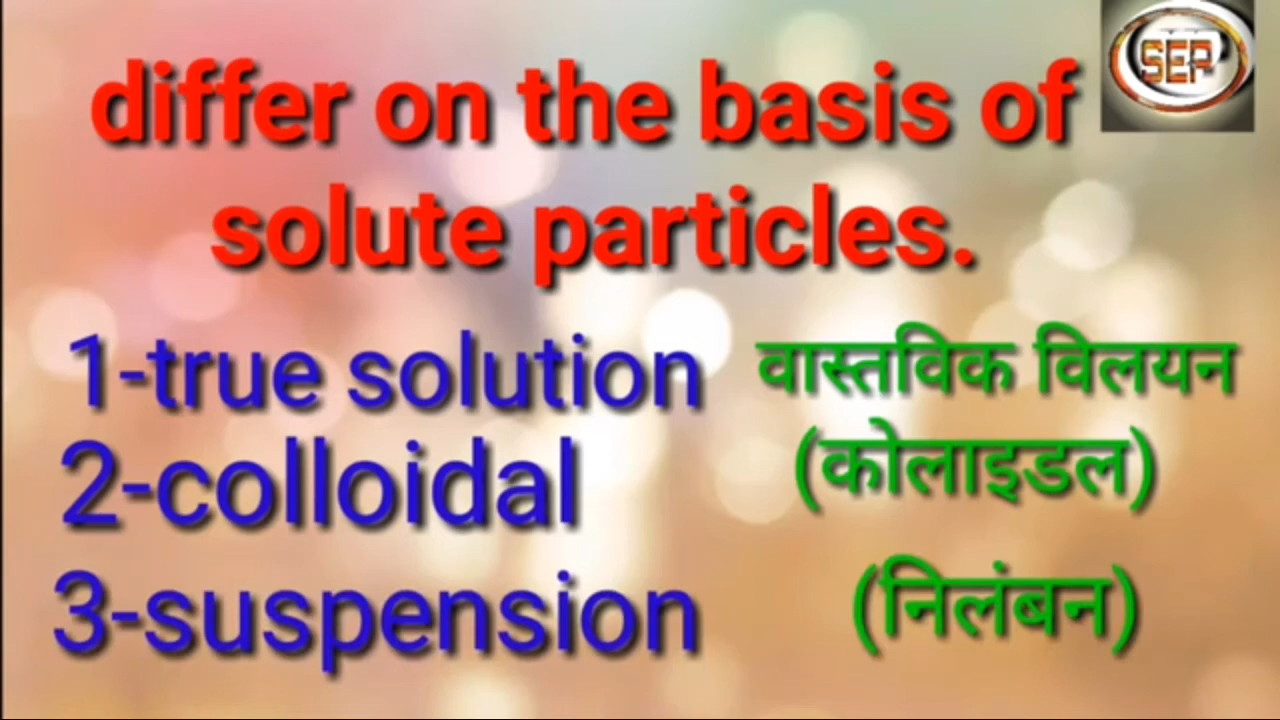 differ on the basis of
SEP
solute particles.
1-true solution वास्तविक विलयन
2-colloidal (कोलाइडल)
3-suspension (निलंबन)